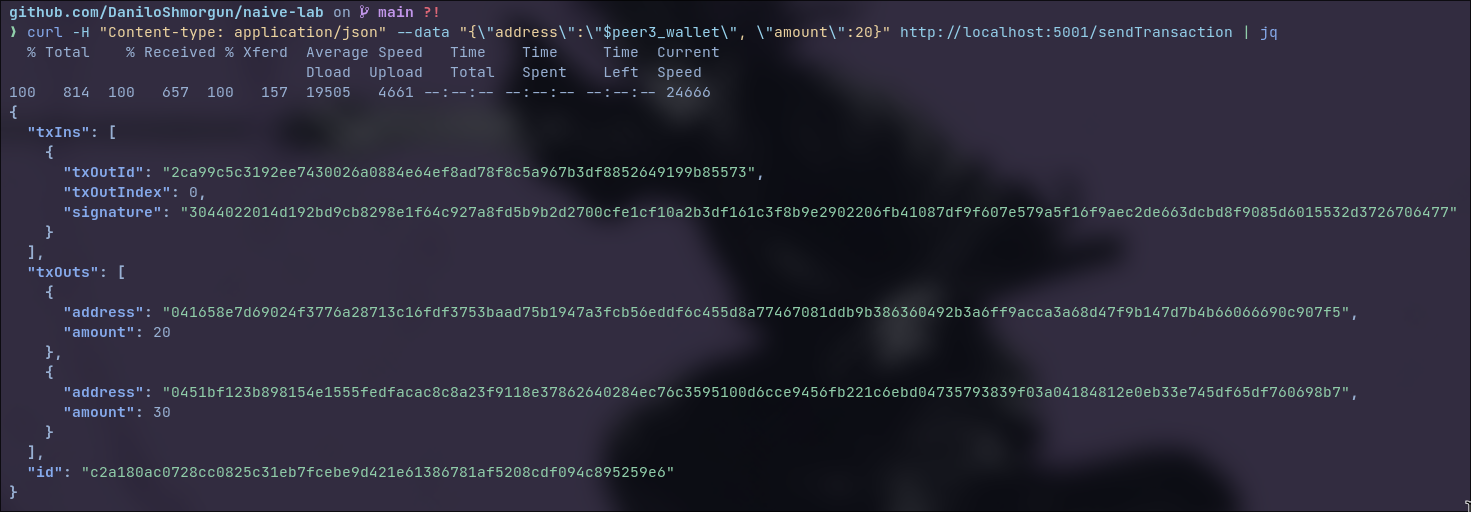 github.com/DaniloShmorgun/naive-lab on main ?!
❯ curl -H "Content-type: application/json" --data "{\"address\":\"$peer3_wallet\", \"amount\":20}" http://localhost:5001/sendTransaction | jq
  % Total    % Received % Xferd  Average Speed   Time    Time     Time  Current
                                 Dload  Upload   Total   Spent    Left  Speed
100   814  100   657  100   157  19505   4661 --:--:-- --:--:-- --:--:-- 24666
{
  "txIns": [
    {
      "txOutId": "2ca99c5c3192ee7430026a0884e64ef8ad78f8c5a967b3df8852649199b85573",
      "txOutIndex": 0,
      "signature": "3044022014d192bd9cb8298e1f64c927a8fd5b9b2d2700cfe1cf10a2b3df161c3f8b9e2902206fb41087df9f607e579a5f16f9aec2de663dcbd8f9085d6015532d3726706477"
    }
  ],
  "txOuts": [
    {
      "address": "041658e7d69024f3776a28713c16fdf3753baad75b1947a3fcb56eddf6c455d8a77467081ddb9b386360492b3a6ff9acca3a68d47f9b147d7b4b66066690c907f5",
      "amount": 20
    },
    {
      "address": "0451bf123b898154e1555fedfacac8c8a23f9118e37862640284ec76c3595100d6cce9456fb221c6ebd04735793839f03a04184812e0eb33e745df65df760698b7",
      "amount": 30
    }
  ],
  "id": "c2a180ac0728cc0825c31eb7fcebe9d421e61386781af5208cdf094c895259e6"
}